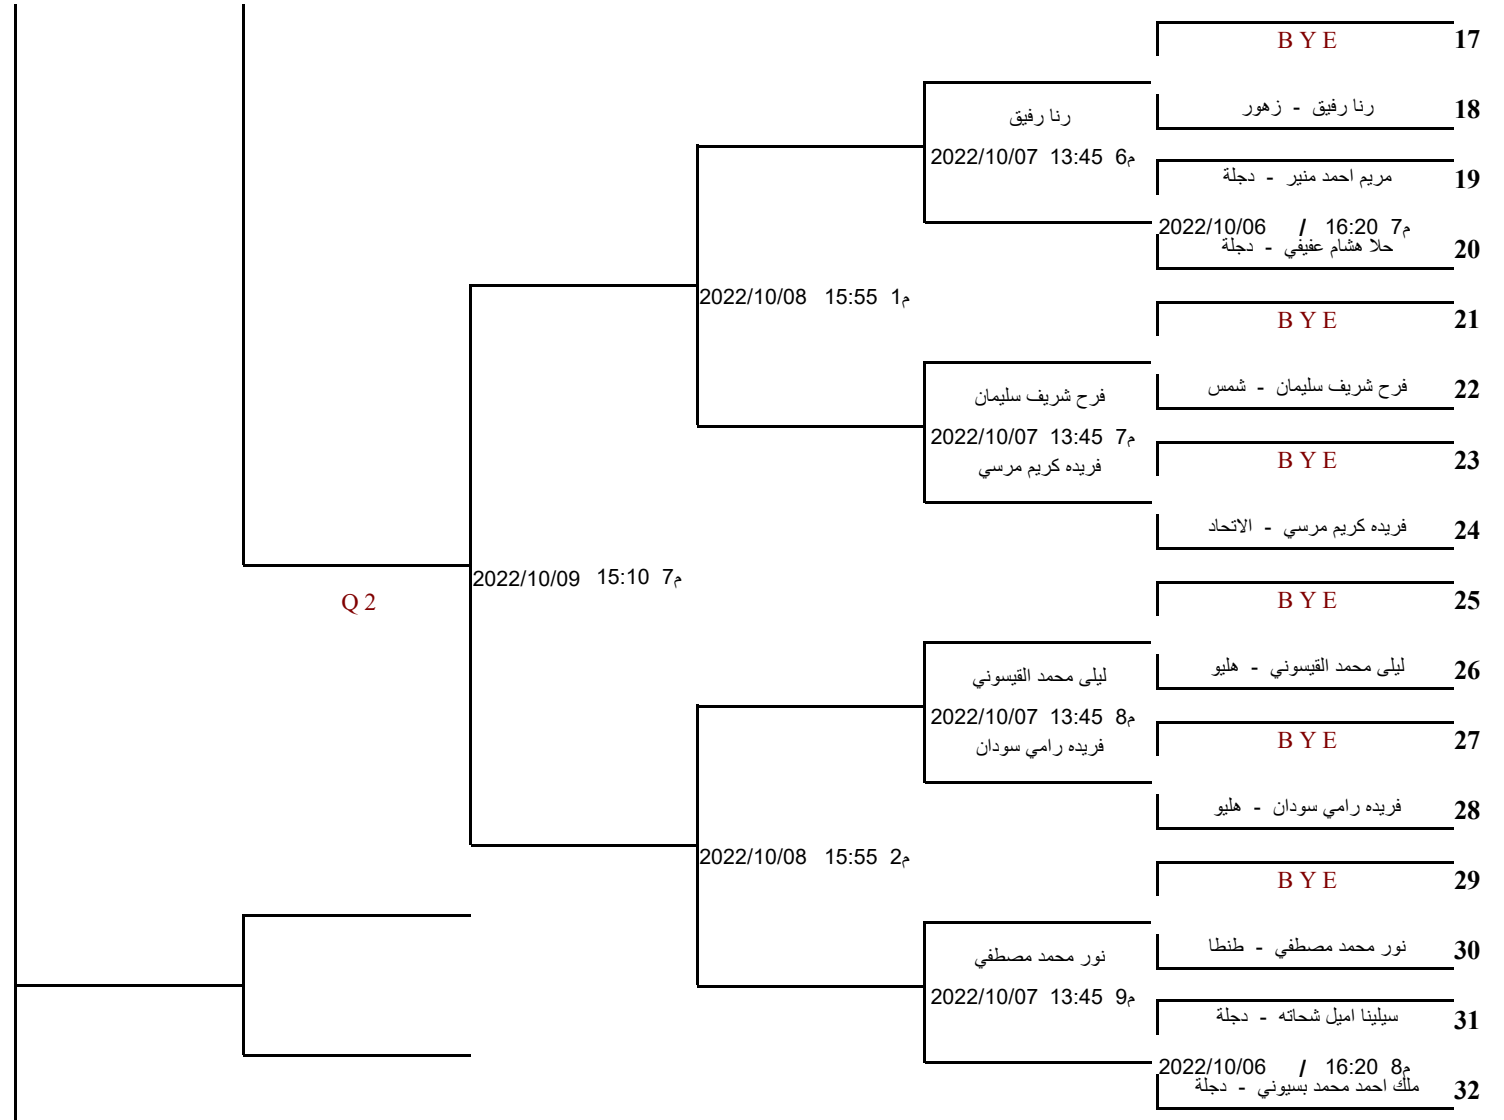 17 B Y E
18 رنا رفيق - زهور
رنا رفيق
2022/10/07 13:45 م6
19 مريم احمد منير - دجلة
2022/10/06 / 16:20 م7
20 حلا هشام عفيفي - دجلة
2022/10/08 15:55 م1
21 B Y E
22 فرح شريف سليمان - شمس
فرح شريف سليمان
2022/10/07 13:45 م7
فريده كريم مرسي
23 B Y E
24 فريده كريم مرسي - الاتحاد
2022/10/09 15:10 م7
Q 2
25 B Y E
26 ليلى محمد القيسوني - هليو
ليلى محمد القيسوني
2022/10/07 13:45 م8
فريده رامي سودان
27 B Y E
28 فريده رامي سودان - هليو
2022/10/08 15:55 م2
29 B Y E
30 نور محمد مصطفي - طنطا
نور محمد مصطفي
2022/10/07 13:45 م9
31 سيلينا اميل شحاته - دجلة
2022/10/06 / 16:20 م8
32 ملك احمد محمد بسيوني - دجلة